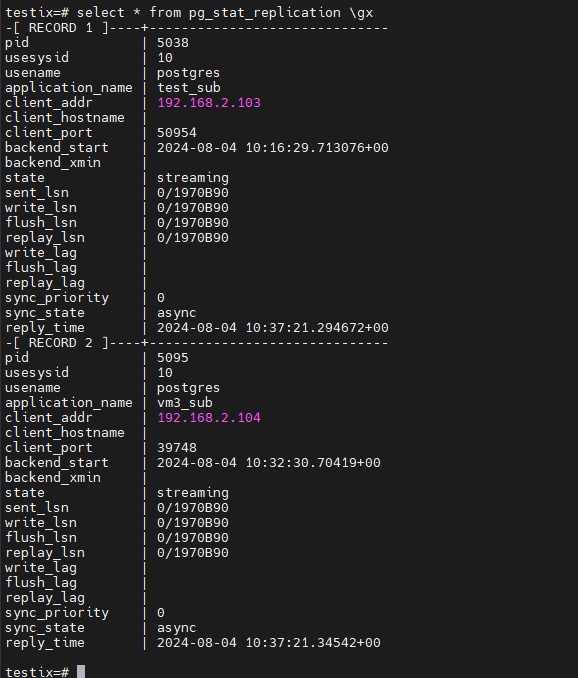 testix=# select * from pg_stat_replication \gx
-[ RECORD 1 ]----+------------------------------
pid              | 5038
usesysid         | 10
usename          | postgres
application_name | test_sub
client_addr      | 192.168.2.103
client_hostname  |
client_port      | 50954
backend_start    | 2024-08-04 10:16:29.713076+00
backend_xmin     |
state            | streaming
sent_lsn         | 0/1970B90
write_lsn        | 0/1970B90
flush_lsn        | 0/1970B90
replay_lsn       | 0/1970B90
write_lag        |
flush_lag        |
replay_lag       |
sync_priority    | 0
sync_state       | async
reply_time       | 2024-08-04 10:37:21.294672+00
-[ RECORD 2 ]----+------------------------------
pid              | 5095
usesysid         | 10
usename          | postgres
application_name | vm3_sub
client_addr      | 192.168.2.104
client_hostname  |
client_port      | 39748
backend_start    | 2024-08-04 10:32:30.70419+00
backend_xmin     |
state            | streaming
sent_lsn         | 0/1970B90
write_lsn        | 0/1970B90
flush_lsn        | 0/1970B90
replay_lsn       | 0/1970B90
write_lag        |
flush_lag        |
replay_lag       |
sync_priority    | 0
sync_state       | async
reply_time       | 2024-08-04 10:37:21.34542+00
testix=#